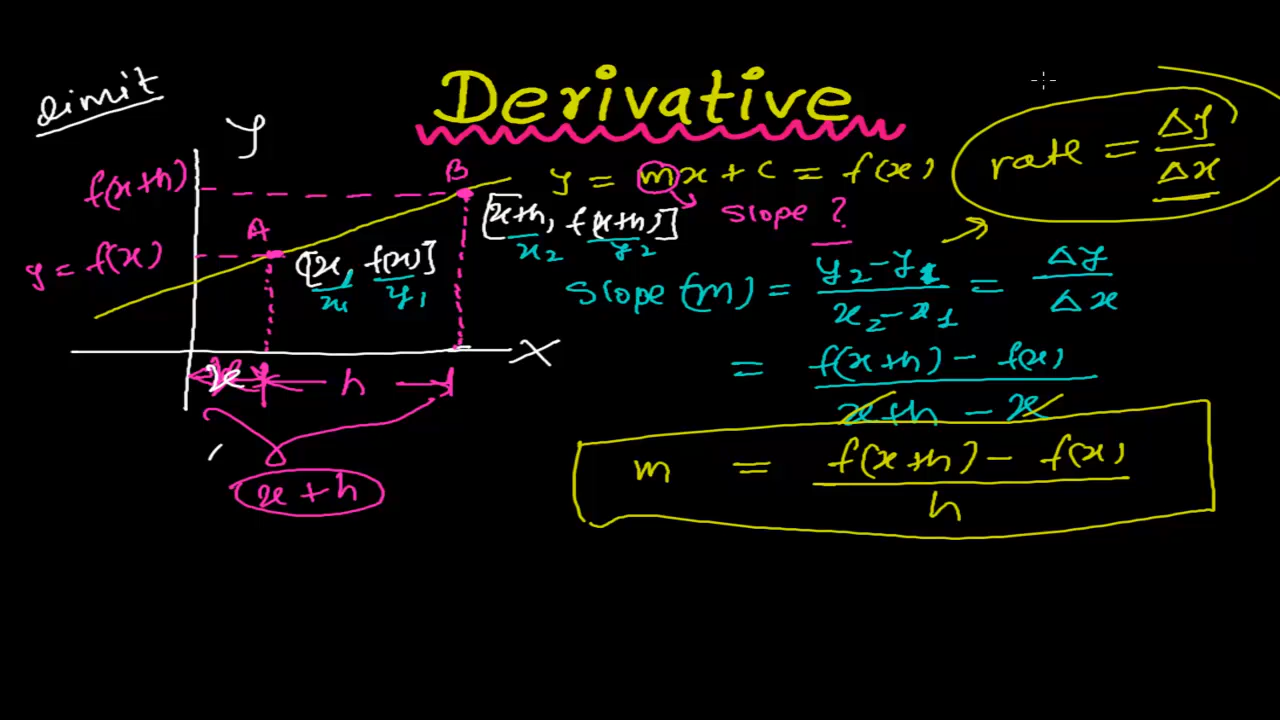 limit
Derivative
y
rate = Δy/Δx
f(x+h)
B
y = mx + c = f(x)
[x+h, f(x+h)]
x₂ y₂
slope ?
A
y = f(x)
[x, f(x)]
x₁ y₁
slope (m) = y₂-y₁/x₂-x₁ = Δy/Δx
x
= f(x+h) - f(x)/x+h - x
x h
m = f(x+h) - f(x)/h
x + h